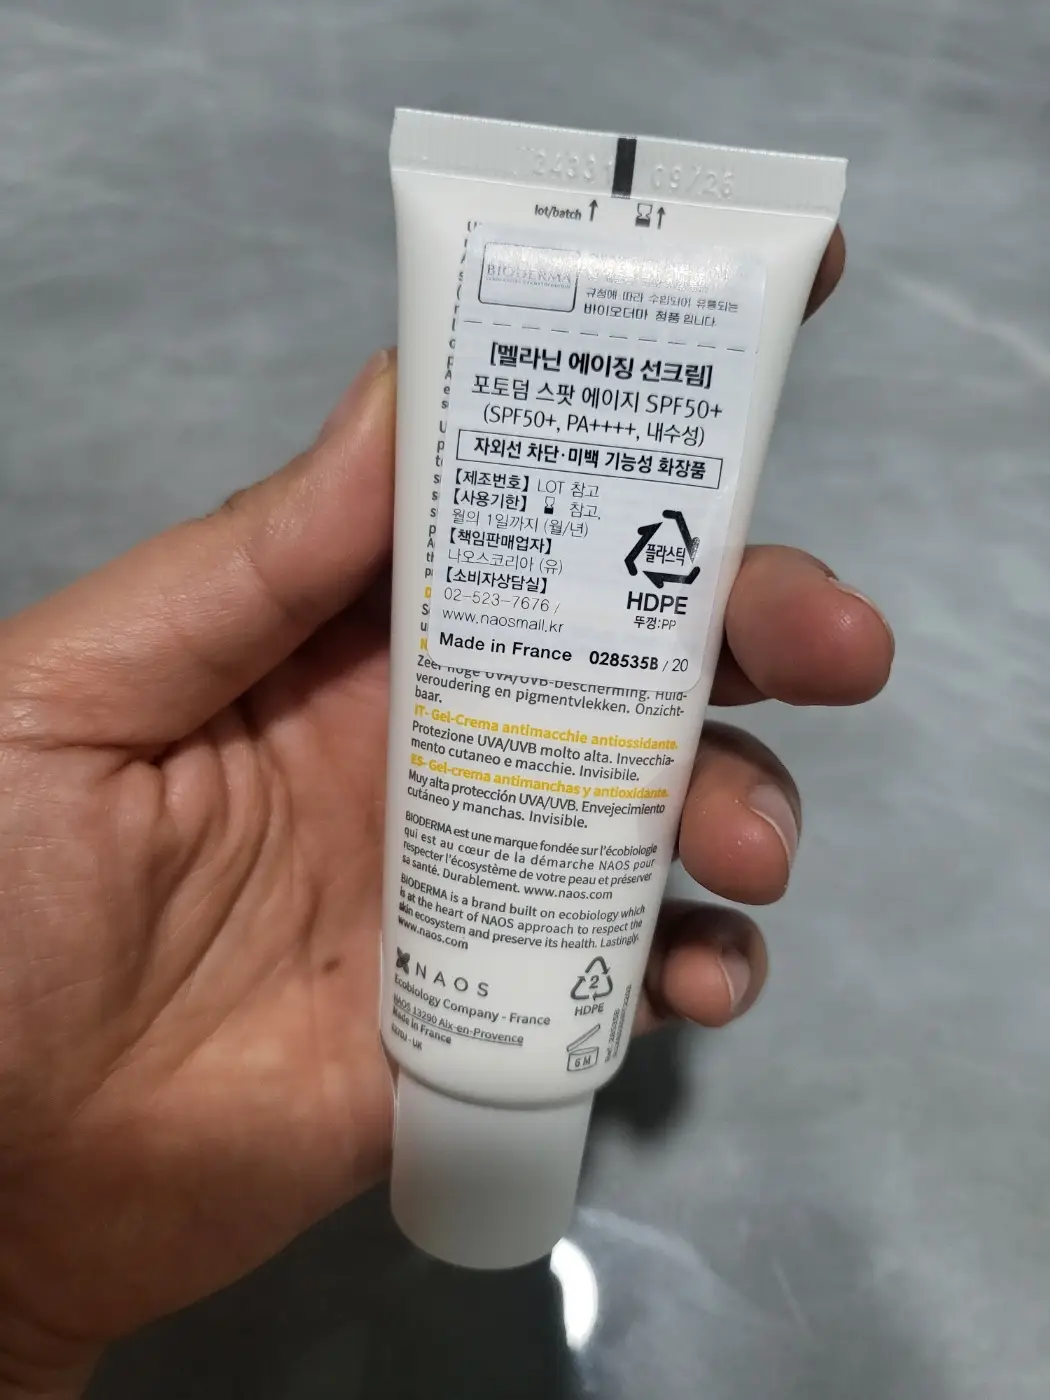 24331 09/26
lot/batch
BIODERMA
규정에 따라 수입되어 유통되는
바이오더마 정품 입니다.
[멜라닌 에이징 선크림]
포토덤 스팟 에이지 SPF50+
(SPF50+, PA++++, 내수성)
자외선 차단·미백 기능성 화장품
【제조번호】 LOT 참고
【사용기한】 참고,
월의 1일까지 (월/년)
【책임판매업자】
나오스코리아 (유)
【소비자상담실】
02-523-7676 /
www.naosmall.kr
플라스틱
HDPE
뚜껑:PP
Made in France 028535B / 20
Zeer hoge UVA/UVB-bescherming. Huid-
veroudering en pigmentvlekken. Onzicht-
baar.
IT- Gel-Crema antimacchie antiossidante.
Protezione UVA/UVB molto alta. Invecchia-
mento cutaneo e macchie. Invisibile.
ES- Gel-crema antimanchas y antioxidante.
Muy alta protección UVA/UVB. Envejecimiento
cutáneo y manchas. Invisible.
BIODERMA est une marque fondée sur l'écobiologie
qui est au cœur de la démarche NAOS pour
respecter l'écosystème de votre peau et préserver
sa santé. Durablement. www.naos.com
BIODERMA is a brand built on ecobiology which
is at the heart of NAOS approach to respect the
skin ecosystem and preserve its health. Lastingly.
www.naos.com
NAOS
Ecobiology Company - France
NAOS 13290 Aix-en-Provence
Made in France
2
HDPE
6 M